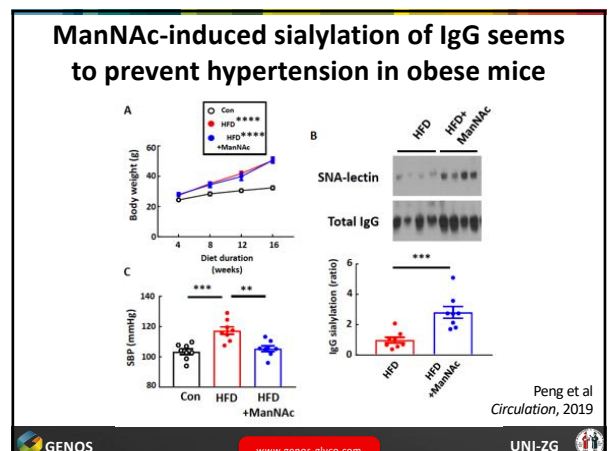 ManNAc-induced sialylation of IgG seems
to prevent hypertension in obese mice
A
Con
HFD ****
HFD ****
+ManNAc
Body weight (g)
60
40
20
0
4 8 12 16
Diet duration
(weeks)
B
HFD
HFD+
ManNAc
SNA-lectin
Total IgG
C
*** **
SBP (mmHg)
140
120
100
80
Con HFD HFD
+ManNAc
***
IgG sialylation (ratio)
6
4
2
0
HFD
HFD
+ManNAc
Peng et al
Circulation, 2019
GENOS
www.genos-glyco.com
UNI-ZG